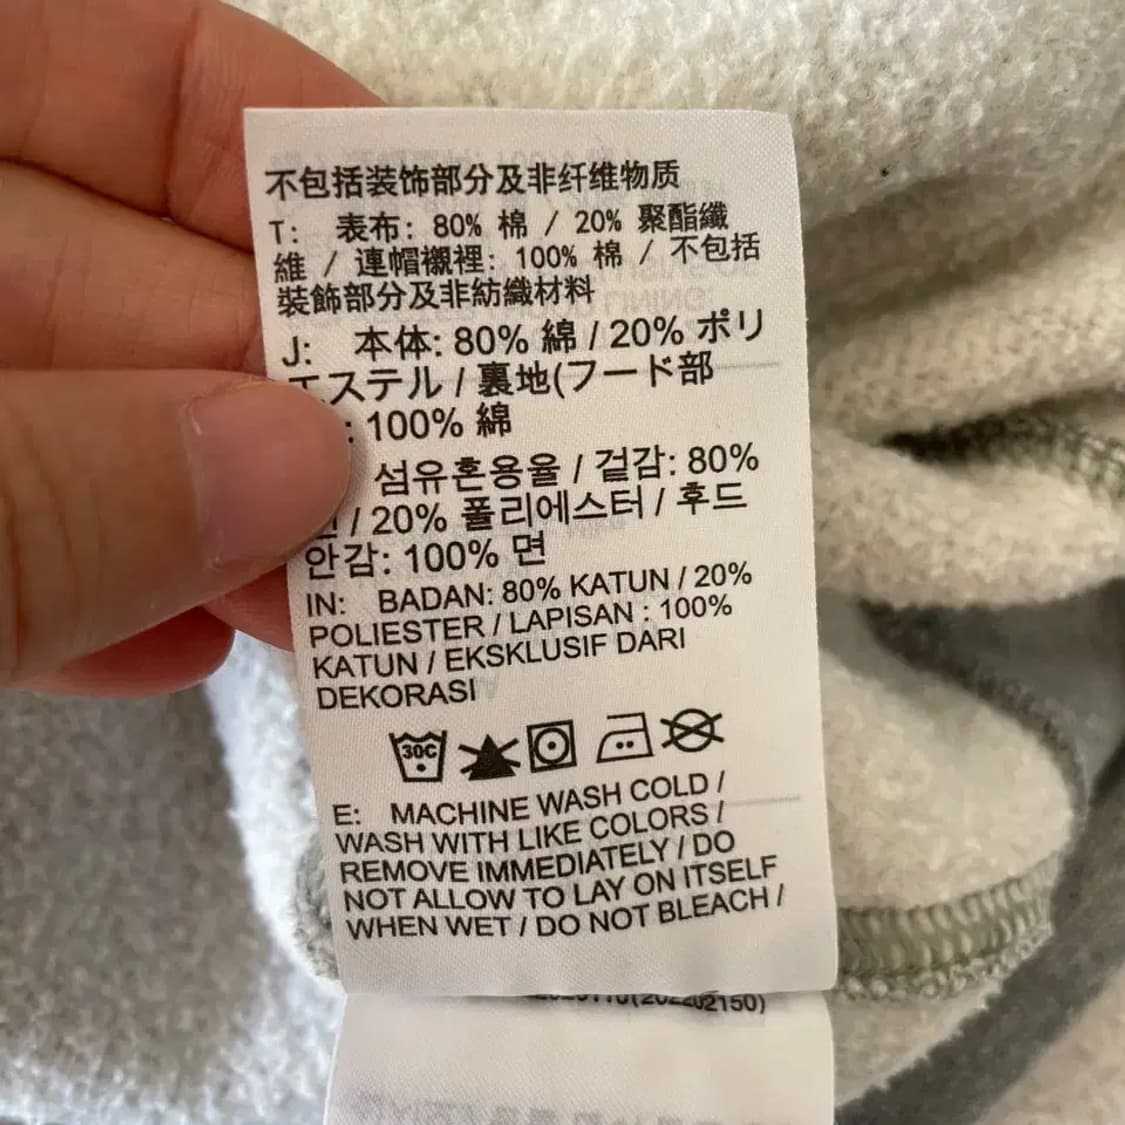 不包括装饰部分及非纤维物质
T: 表布: 80% 棉 / 20% 聚酯纖
維 / 連帽襯裡: 100% 棉 / 不包括
裝飾部分及非紡織材料
J: 本体: 80% 綿 / 20% ポリ
エステル / 裏地(フード部
: 100% 綿
섬유혼용율 / 겉감: 80%
/ 20% 폴리에스터 / 후드
안감: 100% 면
IN: BADAN: 80% KATUN / 20%
POLIESTER / LAPISAN : 100%
KATUN / EKSKLUSIF DARI
DEKORASI
30C
E: MACHINE WASH COLD /
WASH WITH LIKE COLORS /
REMOVE IMMEDIATELY / DO
NOT ALLOW TO LAY ON ITSELF
WHEN WET / DO NOT BLEACH /